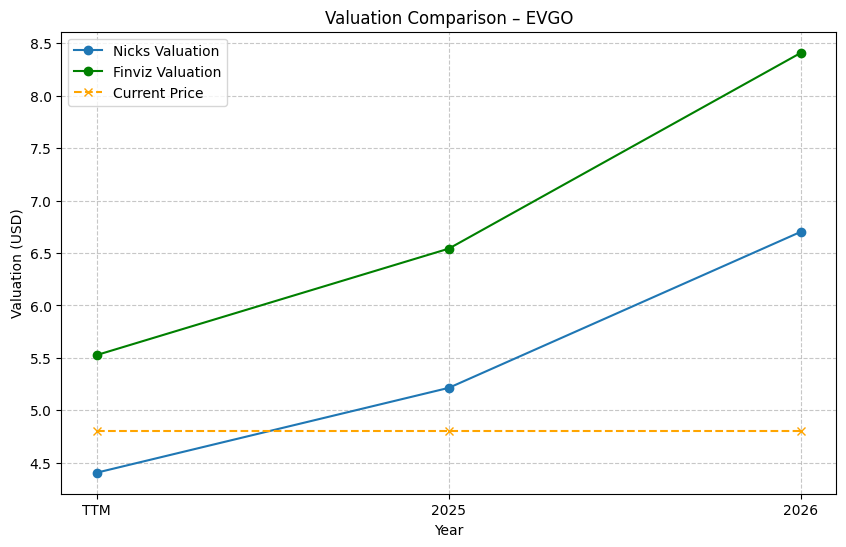 Valuation Comparison – EVGO
Nicks Valuation
Finviz Valuation
Current Price
Valuation (USD)
8.5
8.0
7.5
7.0
6.5
6.0
5.5
5.0
4.5
TTM 2025 2026
Year